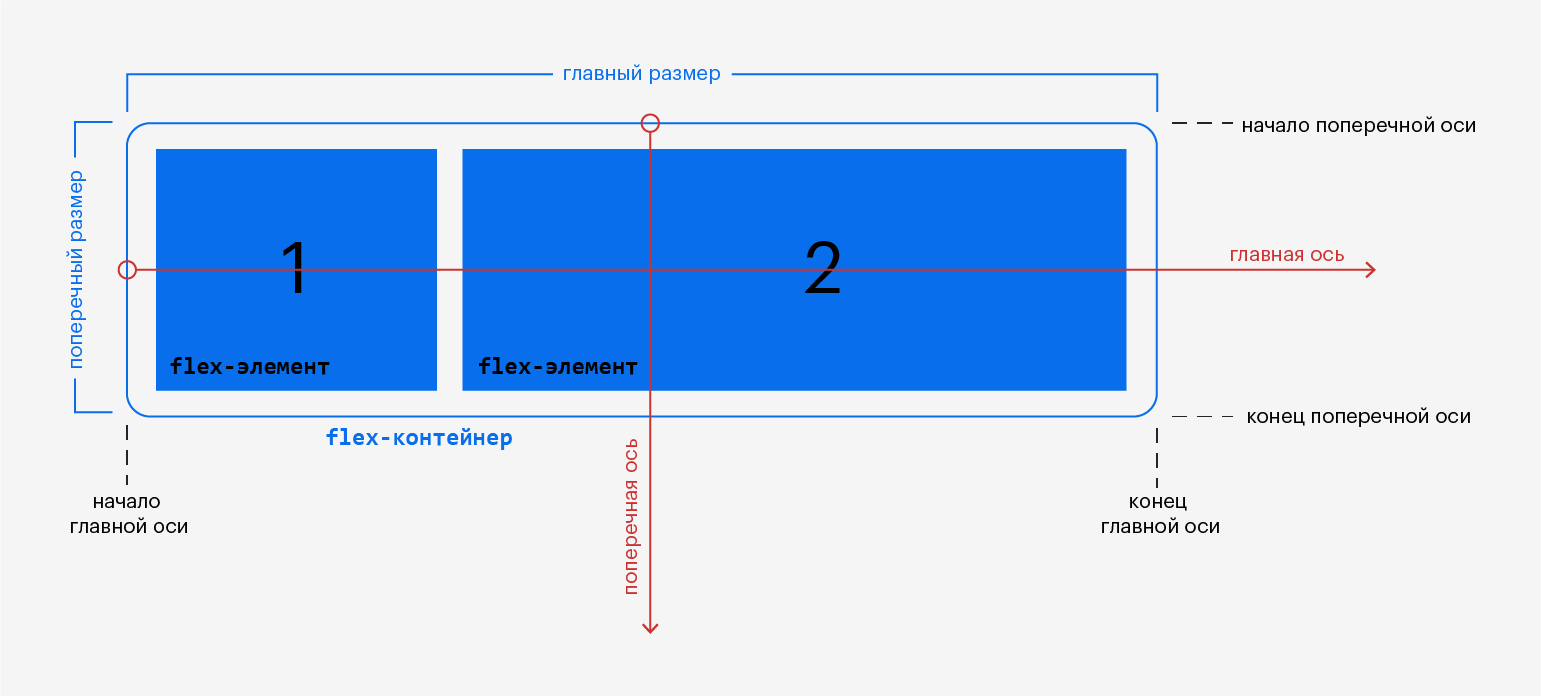 главный размер
начало поперечной оси
поперечный размер
1
2
главная ось
flex-элемент
flex-элемент
конец поперечной оси
flex-контейнер
поперечная ось
начало
главной оси
конец
главной оси